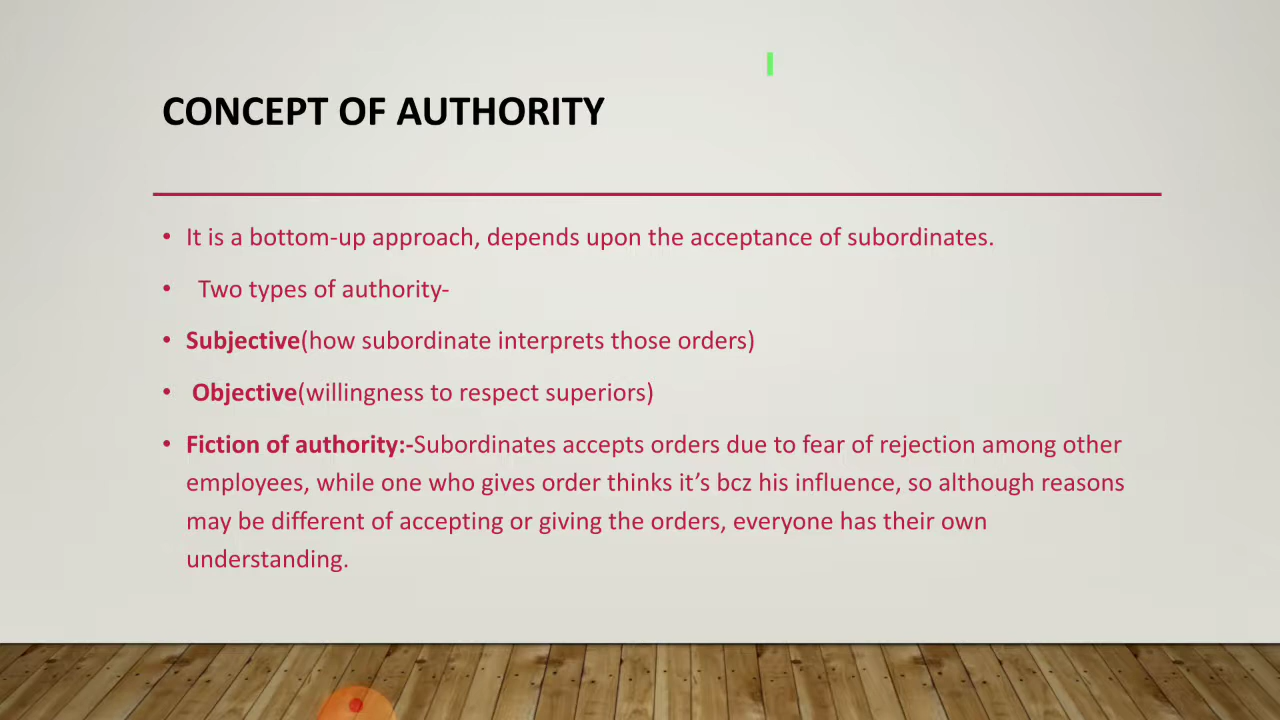 CONCEPT OF AUTHORITY
• It is a bottom-up approach, depends upon the acceptance of subordinates.
• Two types of authority-
• Subjective(how subordinate interprets those orders)
• Objective(willingness to respect superiors)
• Fiction of authority:-Subordinates accepts orders due to fear of rejection among other
employees, while one who gives order thinks it’s bcz his influence, so although reasons
may be different of accepting or giving the orders, everyone has their own
understanding.